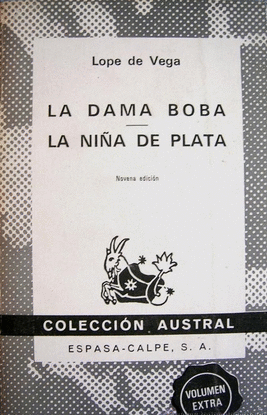 Lope de Vega
LA DAMA BOBA
LA NIÑA DE PLATA
Novena edición
COLECCIÓN AUSTRAL
ESPASA-CALPE, S. A.
VOLUMEN
EXTRA